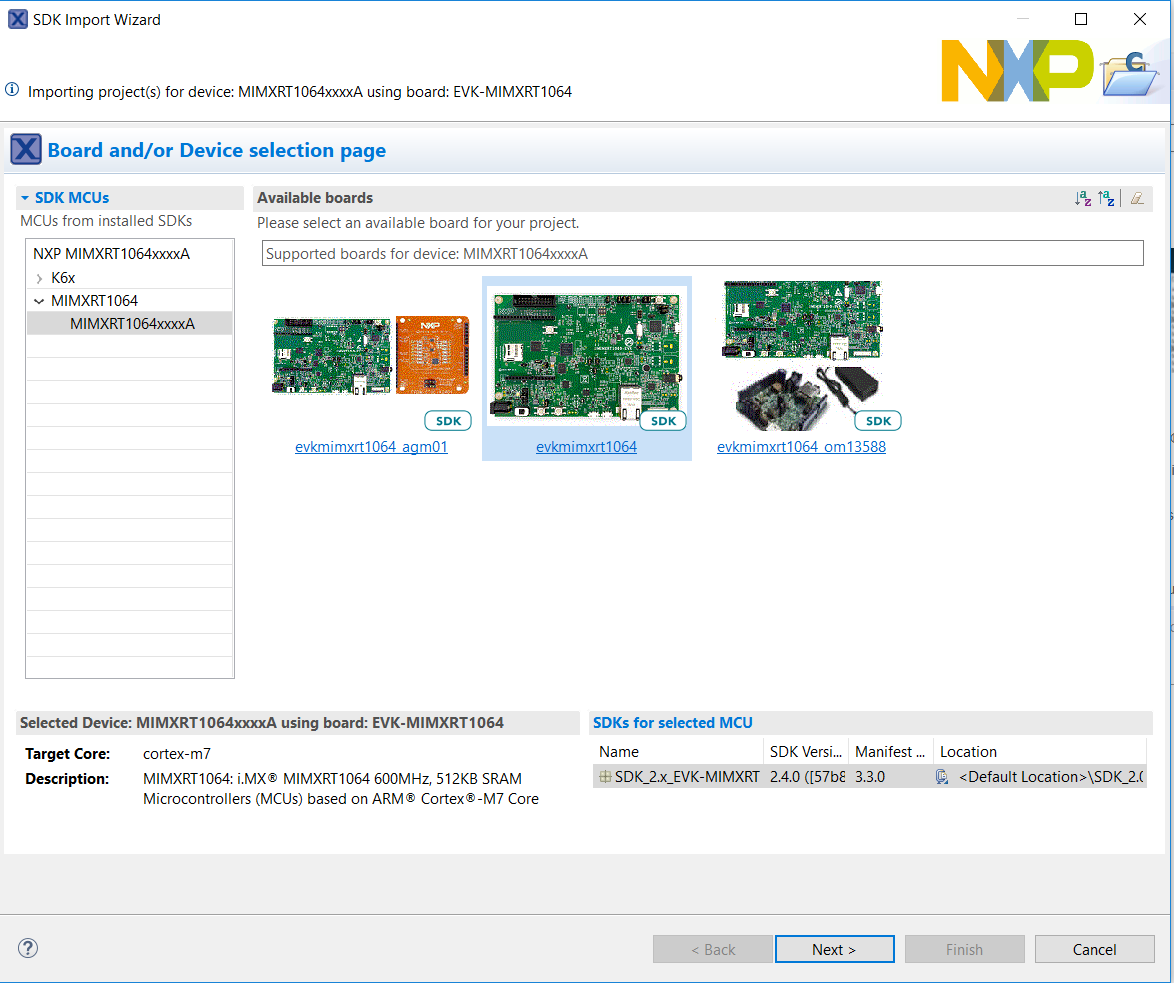 SDK Import Wizard
NXP
Importing project(s) for device: MIMXRT1064xxxxA using board: EVK-MIMXRT1064
Board and/or Device selection page
SDK MCUs
MCUs from installed SDKs
NXP MIMXRT1064xxxxA
K6x
MIMXRT1064
MIMXRT1064xxxxA
Available boards
Please select an available board for your project.
Supported boards for device: MIMXRT1064xxxxA
NXP
SDK
SDK
SDK
evkmimxrt1064_agm01
evkmimxrt1064
evkmimxrt1064_om13588
Selected Device: MIMXRT1064xxxxA using board: EVK-MIMXRT1064
Target Core: cortex-m7
Description: MIMXRT1064: i.MX® MIMXRT1064 600MHz, 512KB SRAM
Microcontrollers (MCUs) based on ARM® Cortex®-M7 Core
SDKs for selected MCU
Name SDK Versi... Manifest ... Location
SDK_2.x_EVK-MIMXRT 2.4.0 ([57b8 3.3.0 <Default Location>\SDK_2.(
< Back Next > Finish Cancel